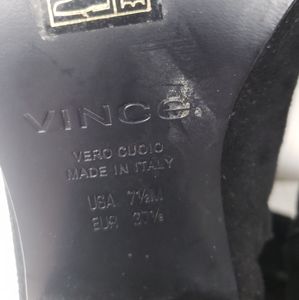 VINCE.
VERO CUOIO
MADE IN ITALY
USA 7½M
EUR 37½